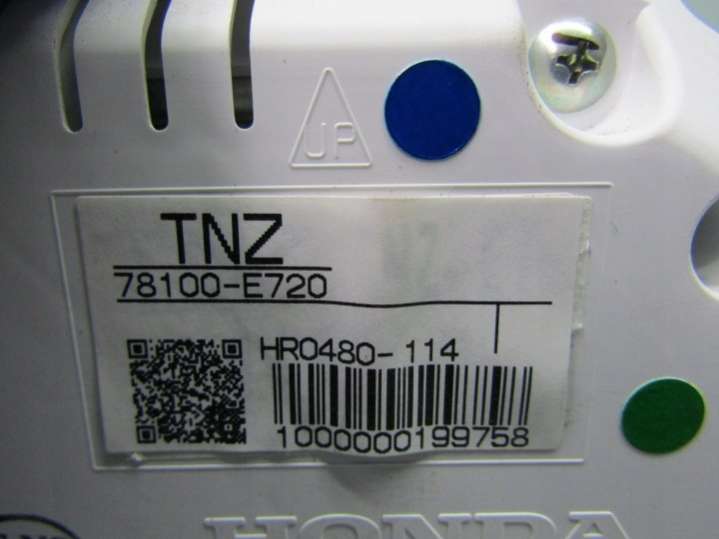 JP
TNZ
78100-E720
HR0480-114
1000000199758
HONDA